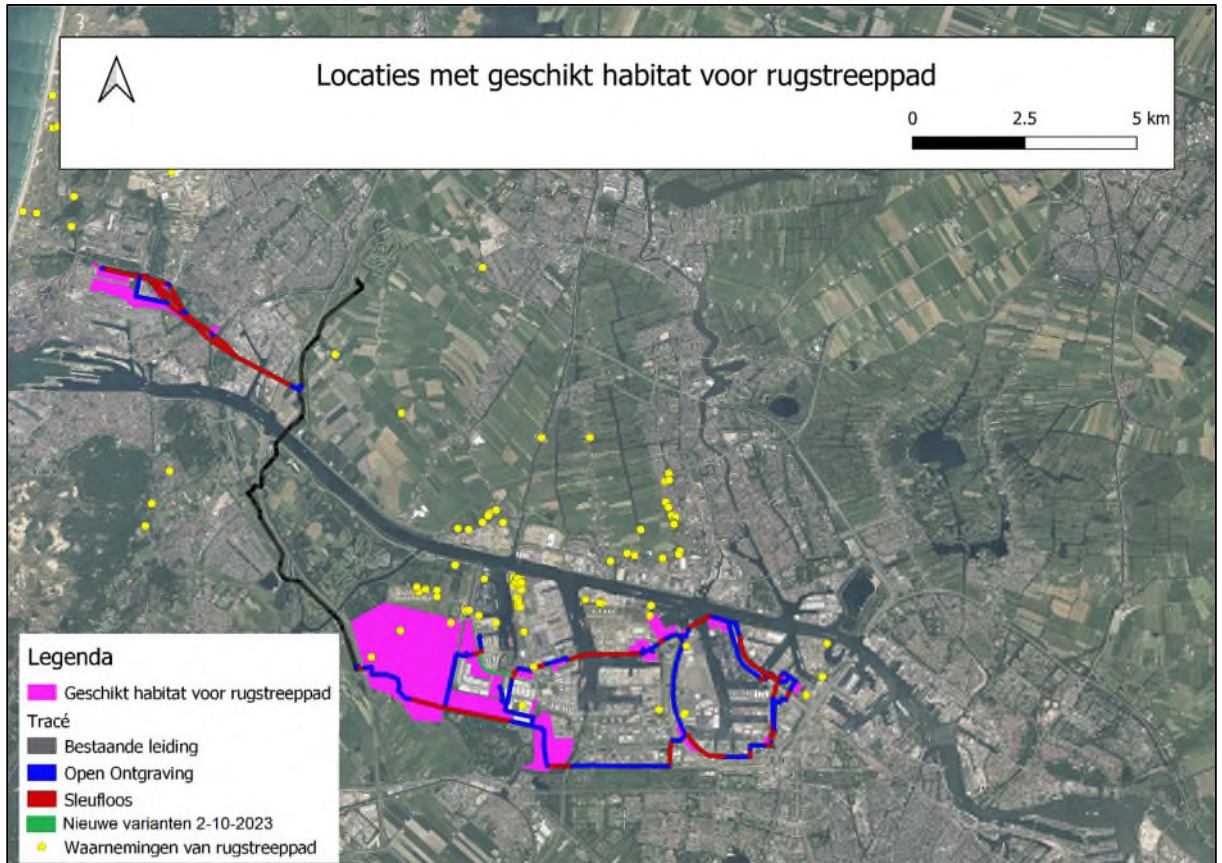 Locaties met geschikt habitat voor rugstreeppad
0 2.5 5 km
Legenda
Geschikt habitat voor rugstreeppad
Tracé
Bestaande leiding
Open Ontgraving
Sleufloos
Nieuwe varianten 2-10-2023
Waarnemingen van rugstreeppad